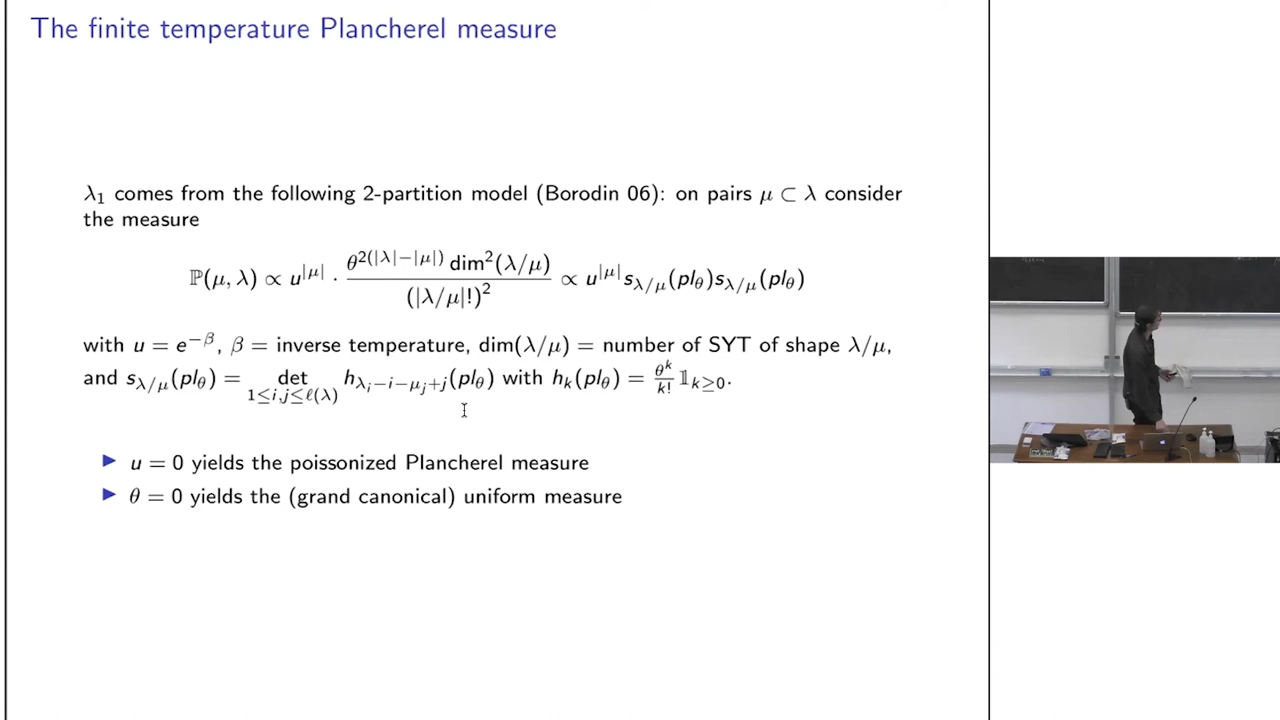 The finite temperature Plancherel measure
λ₁ comes from the following 2-partition model (Borodin 06): on pairs μ ⊂ λ consider
the measure
ℙ(μ, λ) ∝ u^{|μ|} · \frac{θ^{2(|λ|−|μ|)} dim²(λ/μ)}{(|λ/μ|!)²} ∝ u^{|μ|} s_{λ/μ}(pl_θ) s_{λ/μ}(pl_θ)
with u = e^{−β}, β = inverse temperature, dim(λ/μ) = number of SYT of shape λ/μ,
and s_{λ/μ}(pl_θ) = det_{1≤i,j≤ℓ(λ)} h_{λ_i−i−μ_j+j}(pl_θ) with h_k(pl_θ) = \frac{θ^k}{k!} 𝟙_{k≥0}.
▶ u = 0 yields the poissonized Plancherel measure
▶ θ = 0 yields the (grand canonical) uniform measure